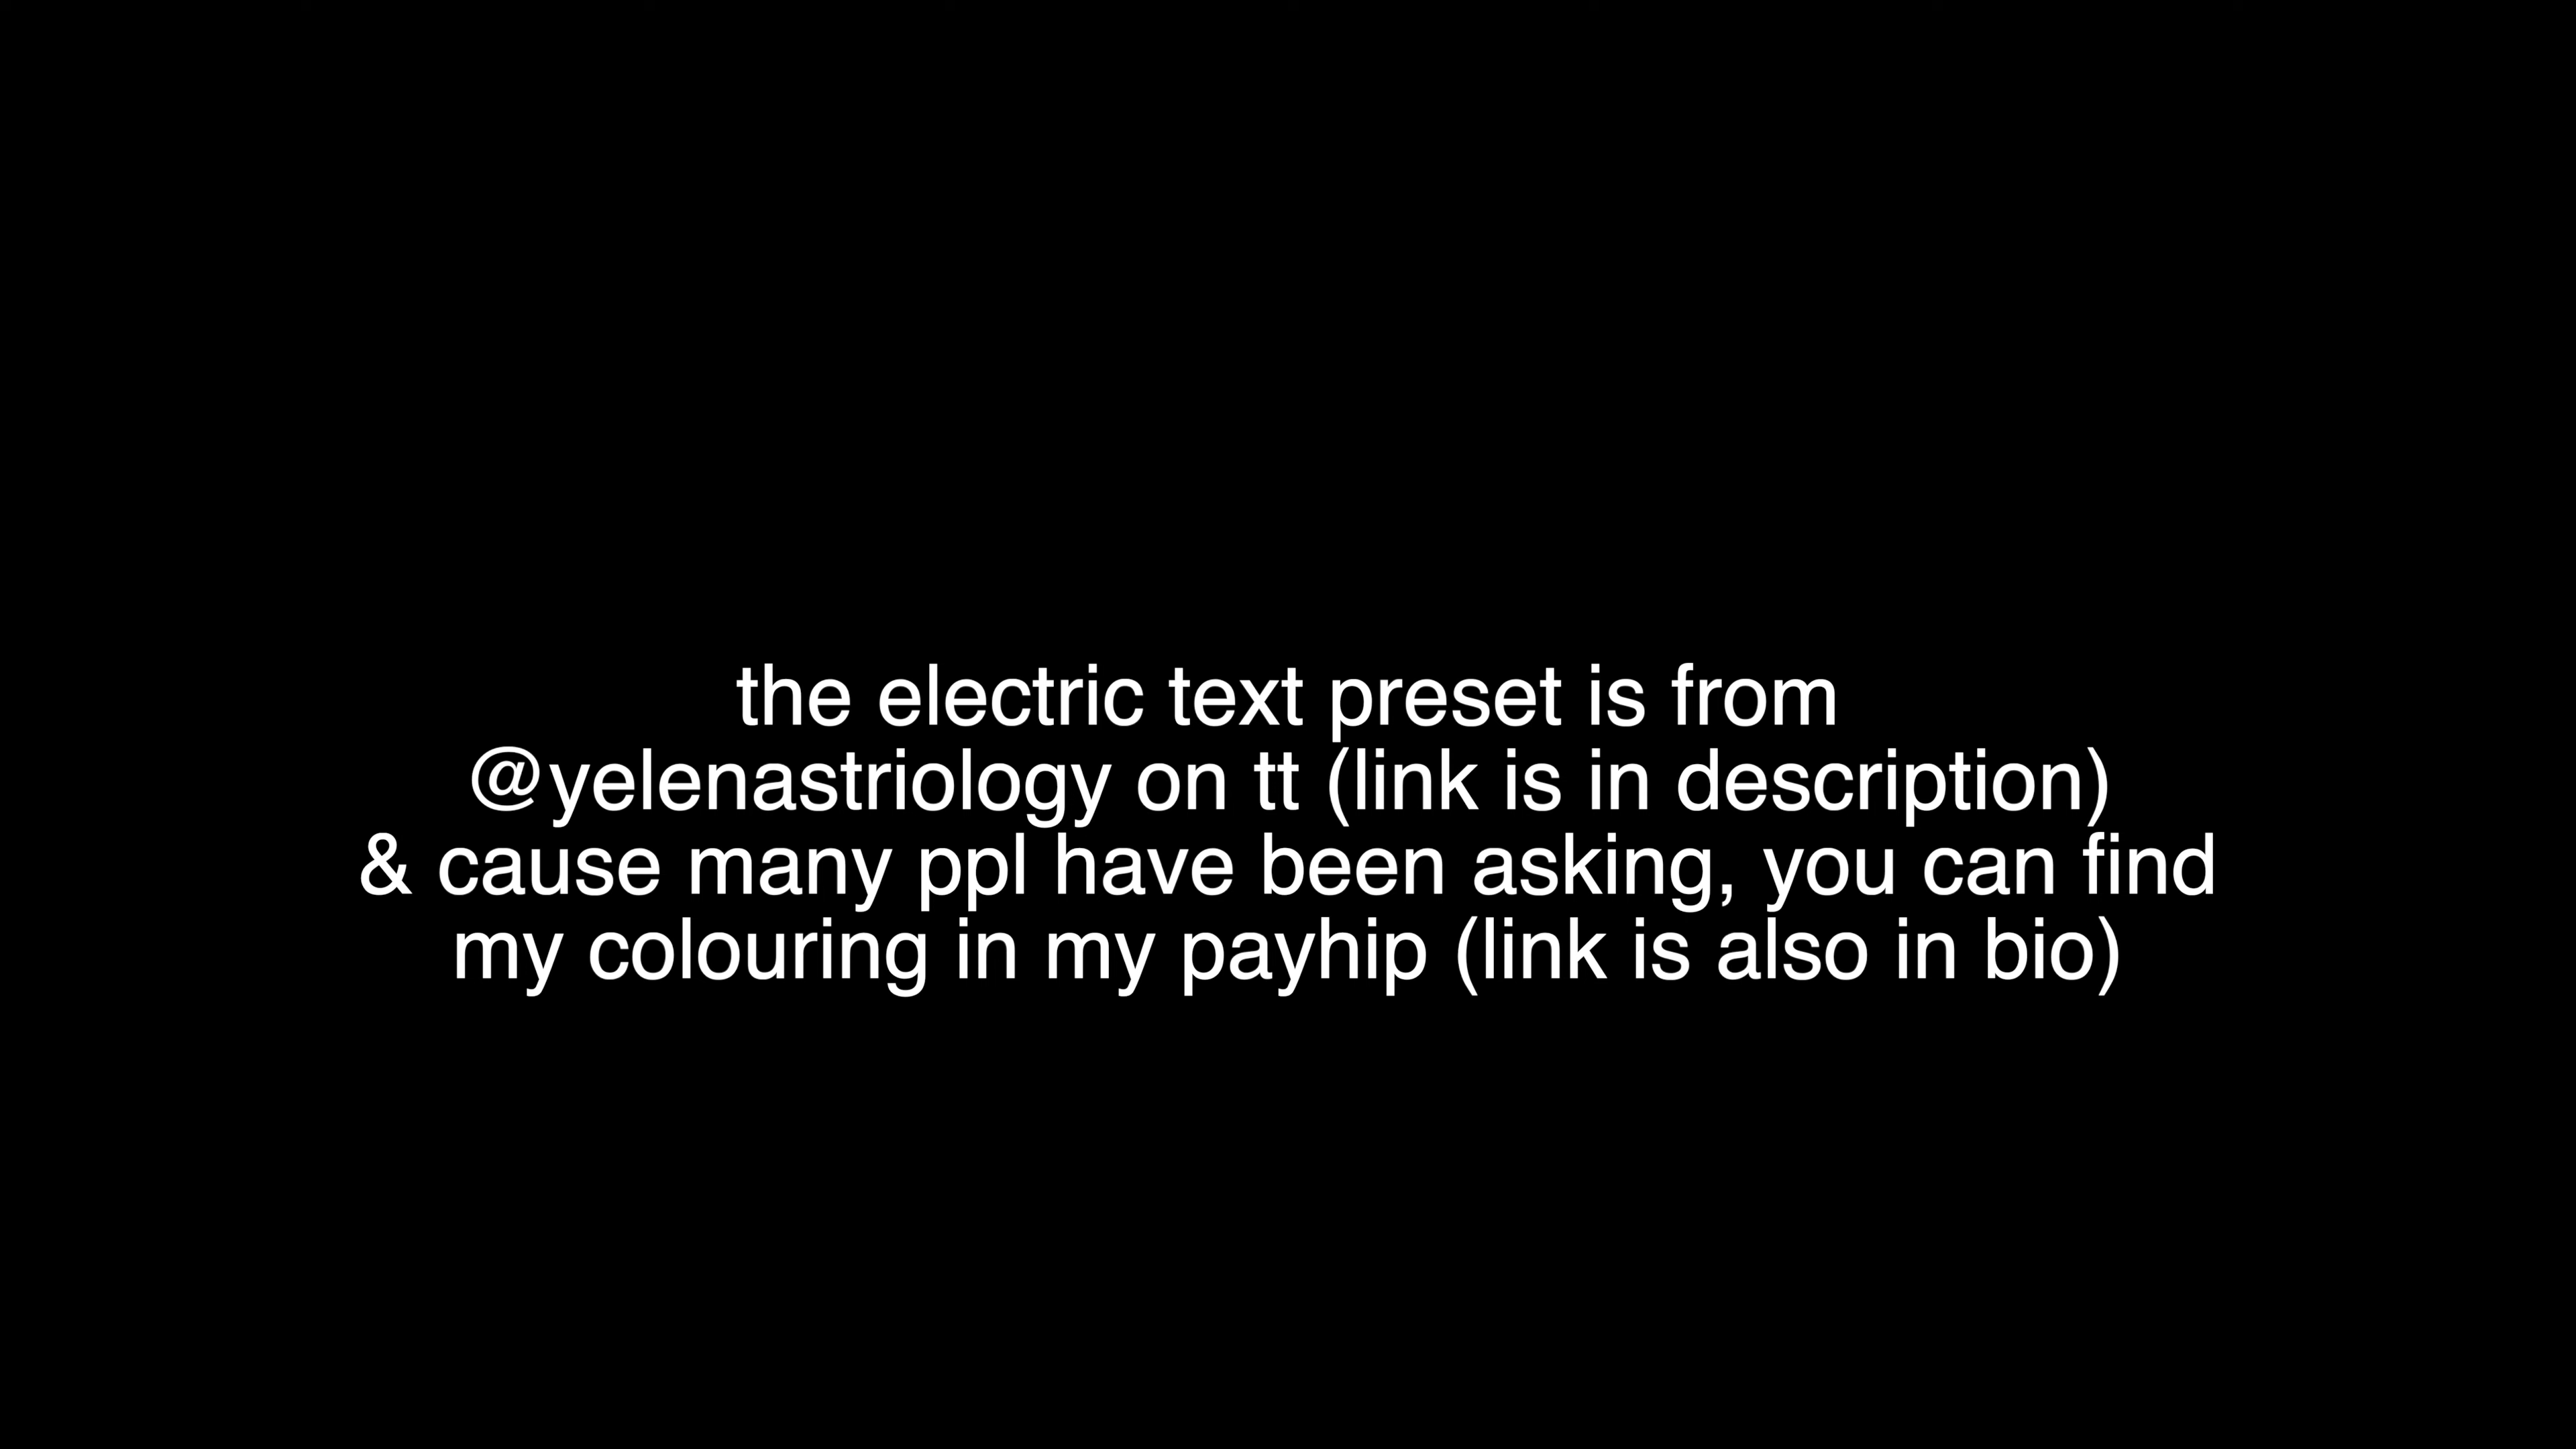 the electric text preset is from
@yelenastriology on tt (link is in description)
& cause many ppl have been asking, you can find
my colouring in my payhip (link is also in bio)